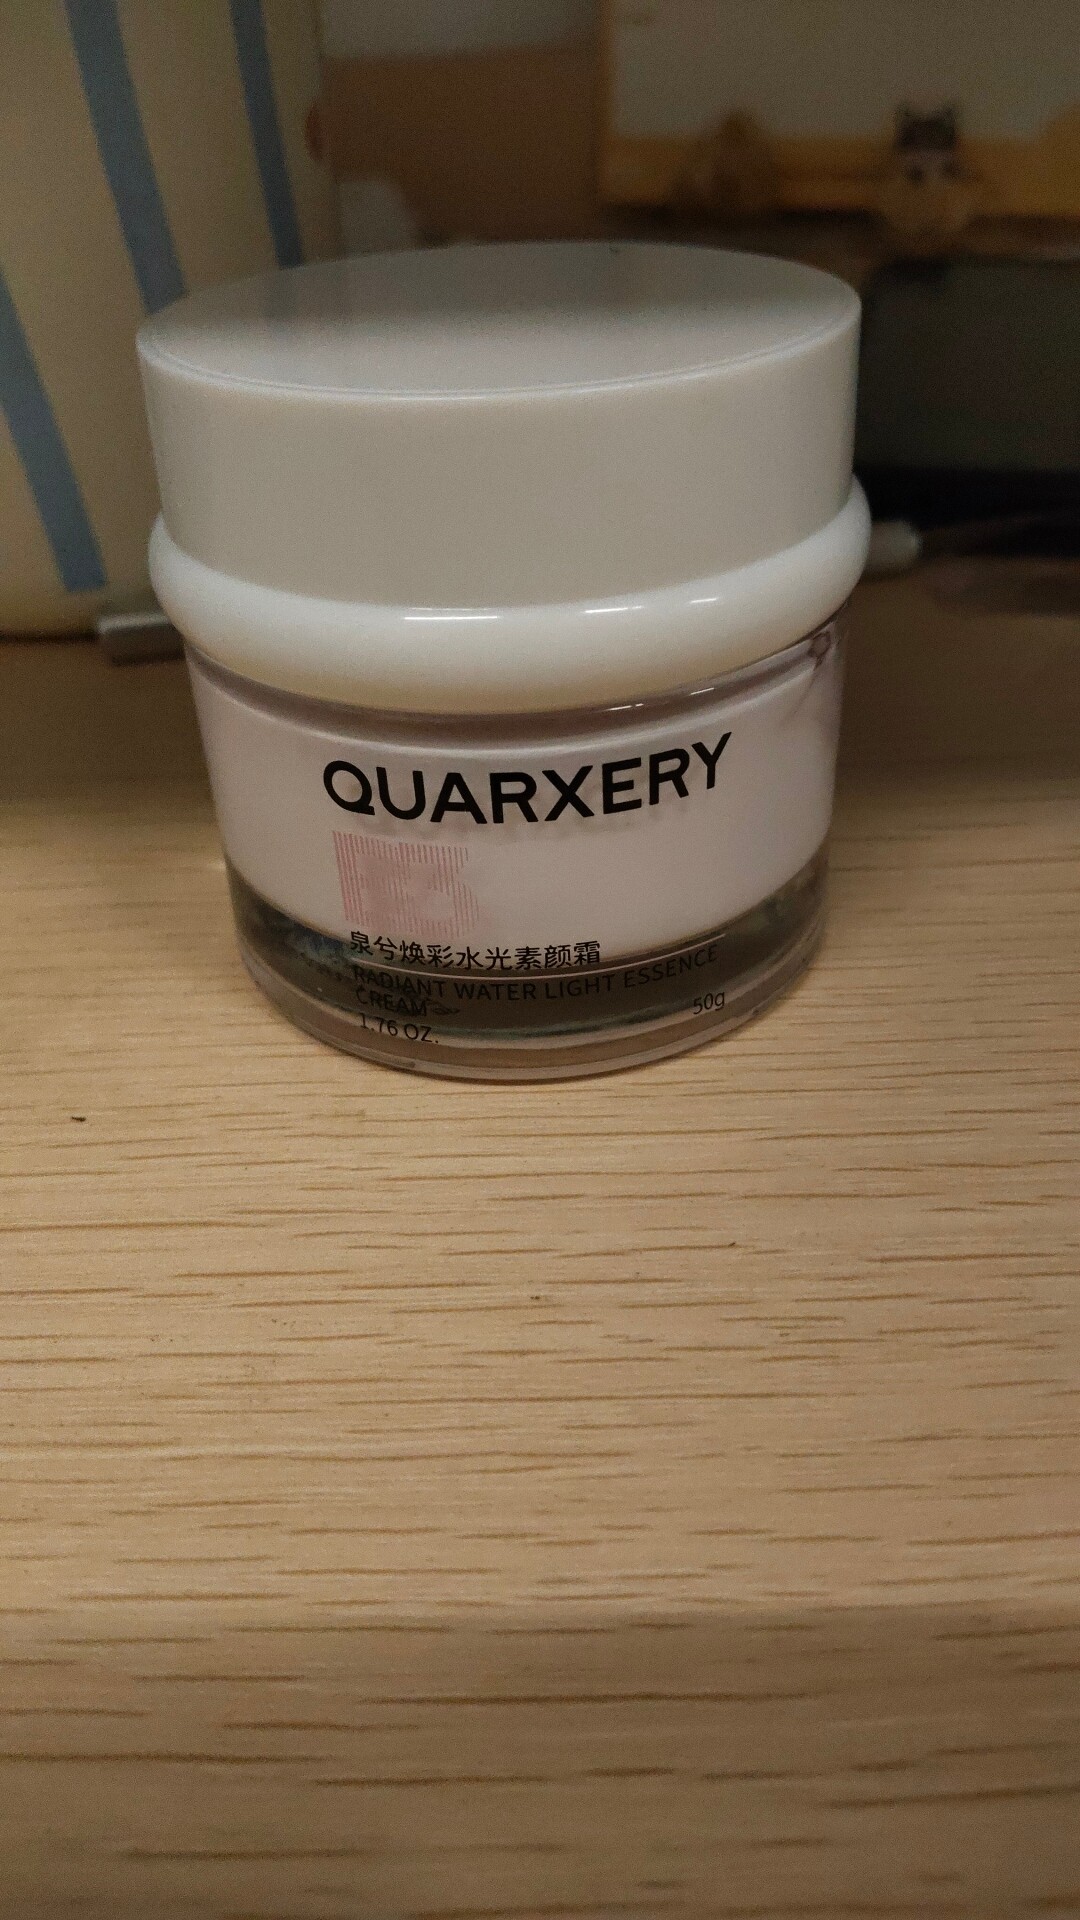 QUARXERY
泉兮焕彩水光素颜霜
RADIANT WATER LIGHT ESSENCE
CREAM
50g
1.76 OZ.